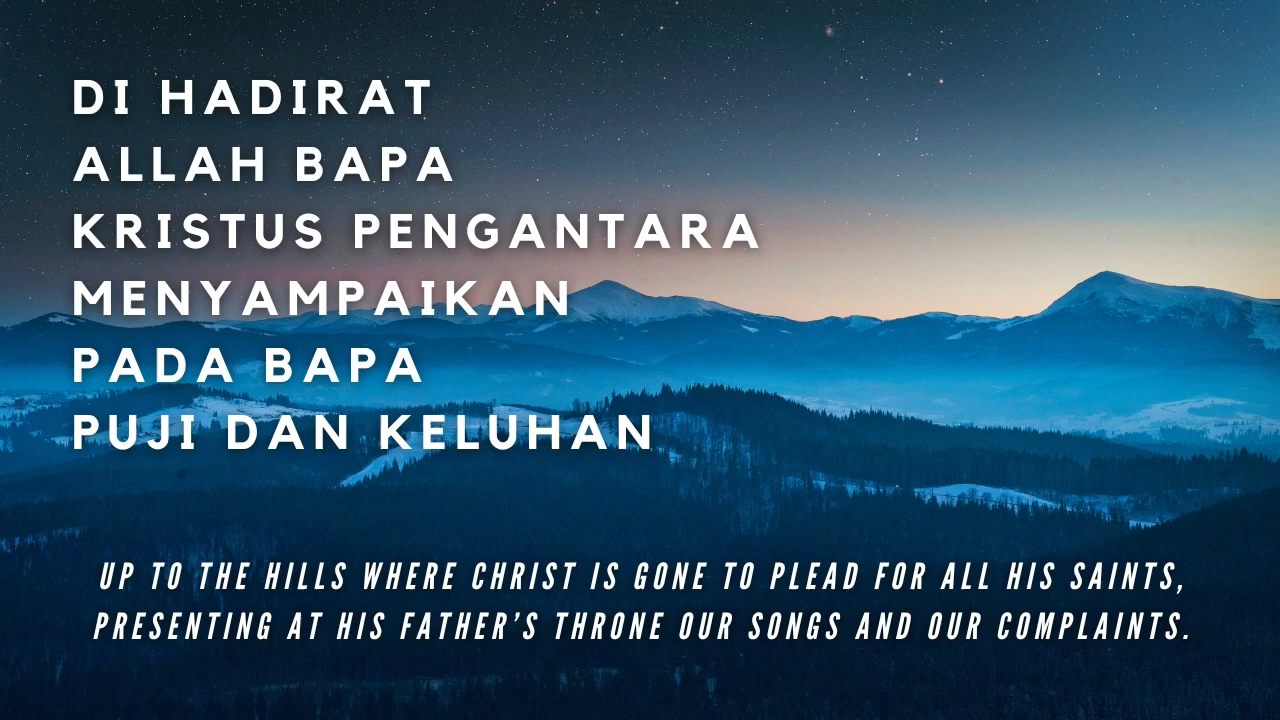 DI HADIRAT
ALLAH BAPA
KRISTUS PENGANTARA
MENYAMPAIKAN
PADA BAPA
PUJI DAN KELUHAN
UP TO THE HILLS WHERE CHRIST IS GONE TO PLEAD FOR ALL HIS SAINTS,
PRESENTING AT HIS FATHER’S THRONE OUR SONGS AND OUR COMPLAINTS.